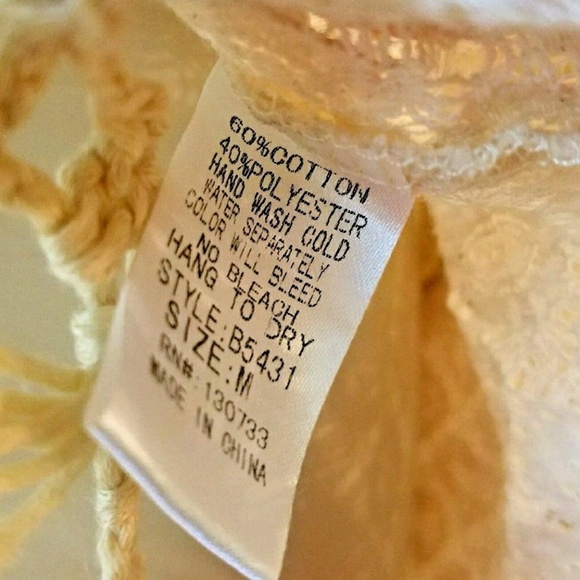 60%COTTON
40%POLYESTER
HAND WASH COLD
WATER SEPARATELY
COLOR WILL BLEED
NO BLEACH
HANG TO DRY
STYLE:B5431
SIZE:M
RN#:130733
MADE IN CHINA